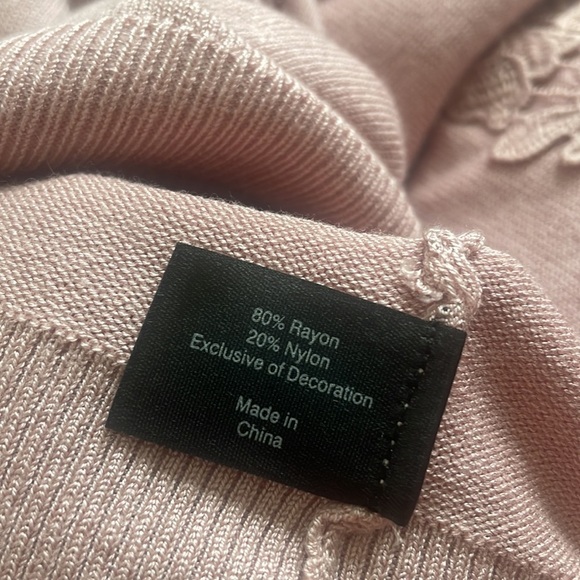 80% Rayon
20% Nylon
Exclusive of Decoration
Made in
China